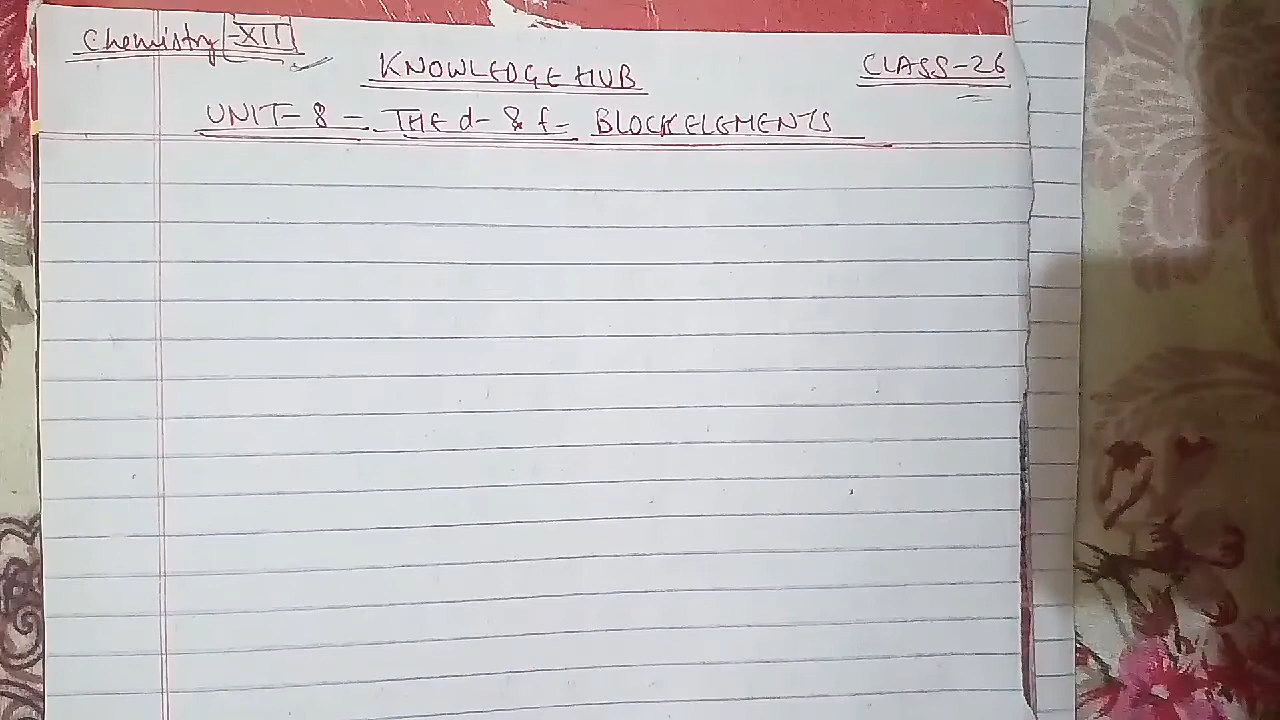 Chemistry-XII
KNOWLEDGE HUB
CLASS-26
UNIT-8- THE d- & f- BLOCK ELEMENTS